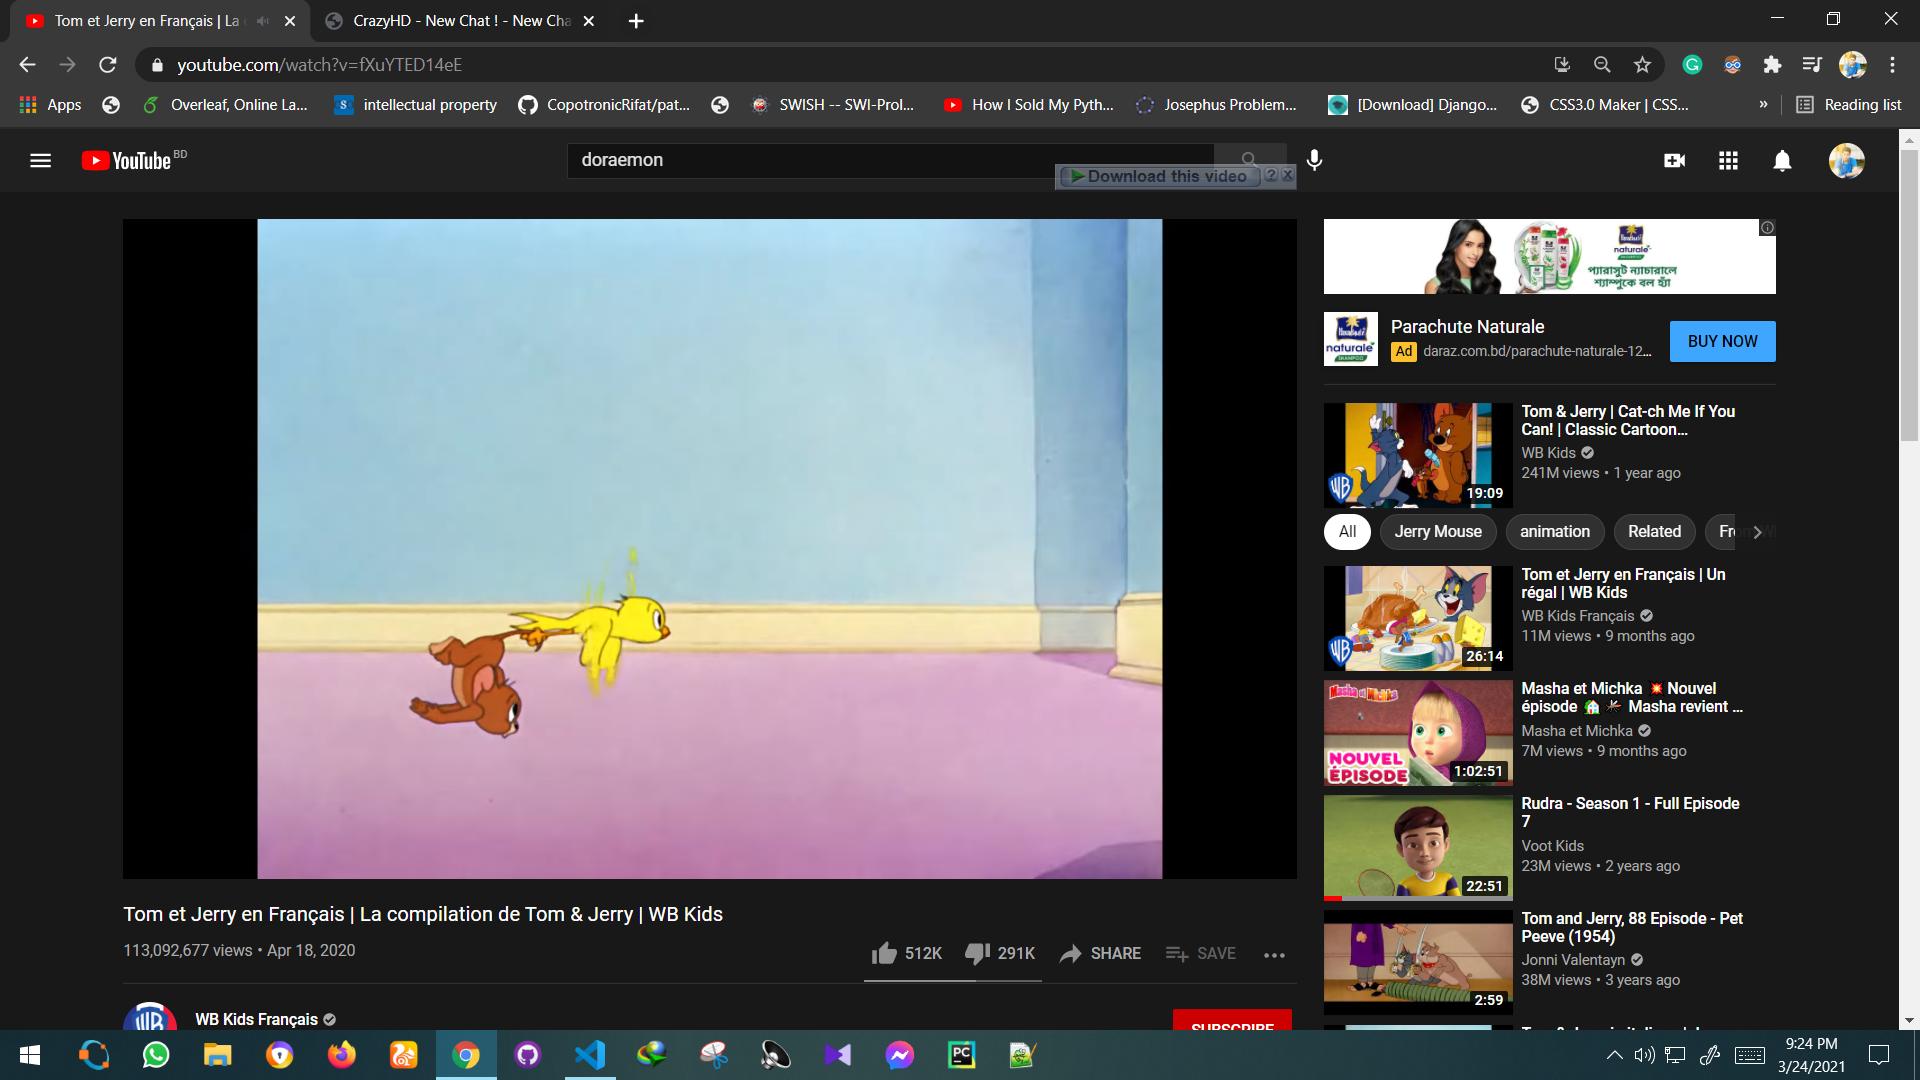 Tom et Jerry en Français | La
CrazyHD - New Chat ! - New Cha
youtube.com/watch?v=fXuYTED14eE
Apps
Overleaf, Online La...
intellectual property
CopotronicRifat/pat...
SWISH -- SWI-Prol...
How I Sold My Pyth...
Josephus Problem...
[Download] Django...
CSS3.0 Maker | CSS...
»
Reading list
YouTube BD
doraemon
Download this video
naturale
প্যারাসুট ন্যাচারালে
শ্যাম্পুকে বল হ্যাঁ
naturale
SHAMPOO
Parachute Naturale
Ad daraz.com.bd/parachute-naturale-12...
BUY NOW
Tom & Jerry | Cat-ch Me If You
Can! | Classic Cartoon...
WB Kids
241M views • 1 year ago
WB
19:09
All
Jerry Mouse
animation
Related
Tom et Jerry en Français | Un
régal | WB Kids
WB Kids Français
11M views • 9 months ago
WB
26:14
Masha et Michka
NOUVEL
ÉPISODE
1:02:51
Masha et Michka 💥 Nouvel
épisode 🏠 Masha revient ...
Masha et Michka
7M views • 9 months ago
22:51
Rudra - Season 1 - Full Episode
7
Voot Kids
23M views • 2 years ago
2:59
Tom and Jerry, 88 Episode - Pet
Peeve (1954)
Jonni Valentayn
38M views • 3 years ago
Tom et Jerry en Français | La compilation de Tom & Jerry | WB Kids
113,092,677 views • Apr 18, 2020
512K
291K
SHARE
SAVE
WB Kids Français
SUBSCRIBE
PC
9:24 PM
3/24/2021